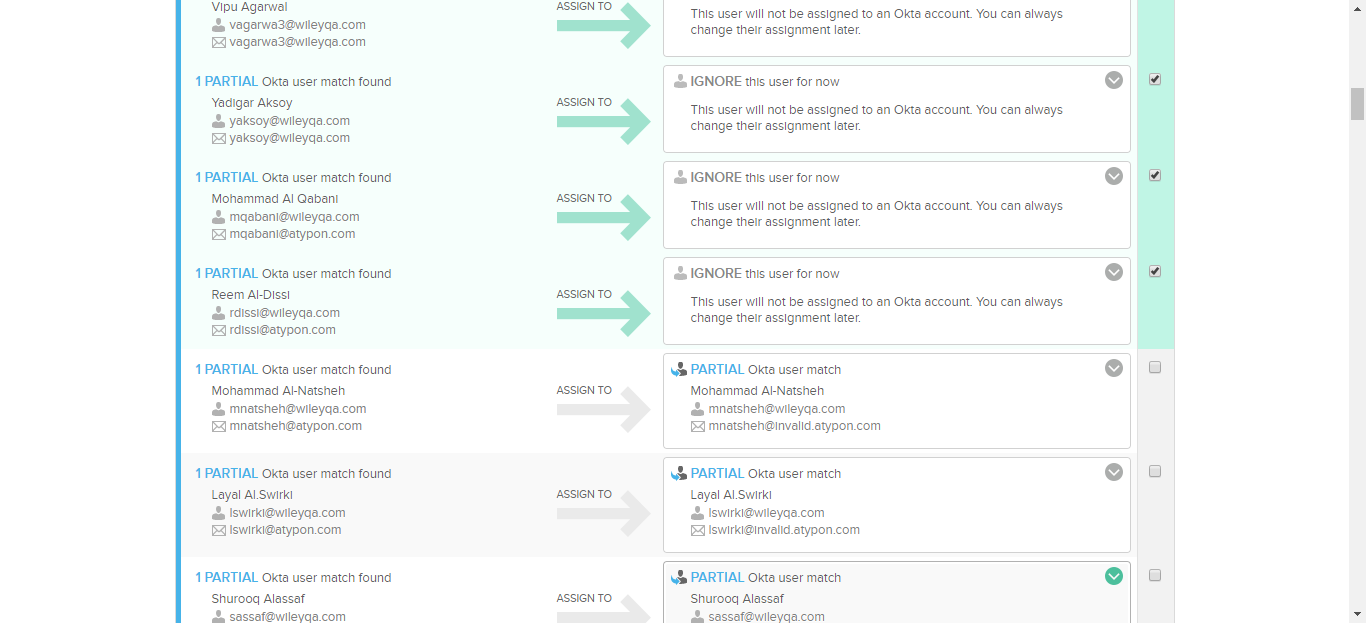 Vipu Agarwal
vagarwa3@wileyqa.com
vagarwa3@wileyqa.com
ASSIGN TO
This user will not be assigned to an Okta account. You can always
change their assignment later.
1 PARTIAL Okta user match found
Yadigar Aksoy
yaksoy@wileyqa.com
yaksoy@wileyqa.com
ASSIGN TO
IGNORE this user for now
This user will not be assigned to an Okta account. You can always
change their assignment later.
1 PARTIAL Okta user match found
Mohammad Al Qabani
mqabani@wileyqa.com
mqabani@atypon.com
ASSIGN TO
IGNORE this user for now
This user will not be assigned to an Okta account. You can always
change their assignment later.
1 PARTIAL Okta user match found
Reem Al-Dissi
rdissi@wileyqa.com
rdissi@atypon.com
ASSIGN TO
IGNORE this user for now
This user will not be assigned to an Okta account. You can always
change their assignment later.
1 PARTIAL Okta user match found
Mohammad Al-Natsheh
mnatsheh@wileyqa.com
mnatsheh@atypon.com
ASSIGN TO
PARTIAL Okta user match
Mohammad Al-Natsheh
mnatsheh@wileyqa.com
mnatsheh@invalid.atypon.com
1 PARTIAL Okta user match found
Layal Al.Swirki
lswirki@wileyqa.com
lswirki@atypon.com
ASSIGN TO
PARTIAL Okta user match
Layal Al.Swirki
lswirki@wileyqa.com
lswirki@invalid.atypon.com
1 PARTIAL Okta user match found
Shurooq Alassaf
sassaf@wileyqa.com
ASSIGN TO
PARTIAL Okta user match
Shurooq Alassaf
sassaf@wileyqa.com